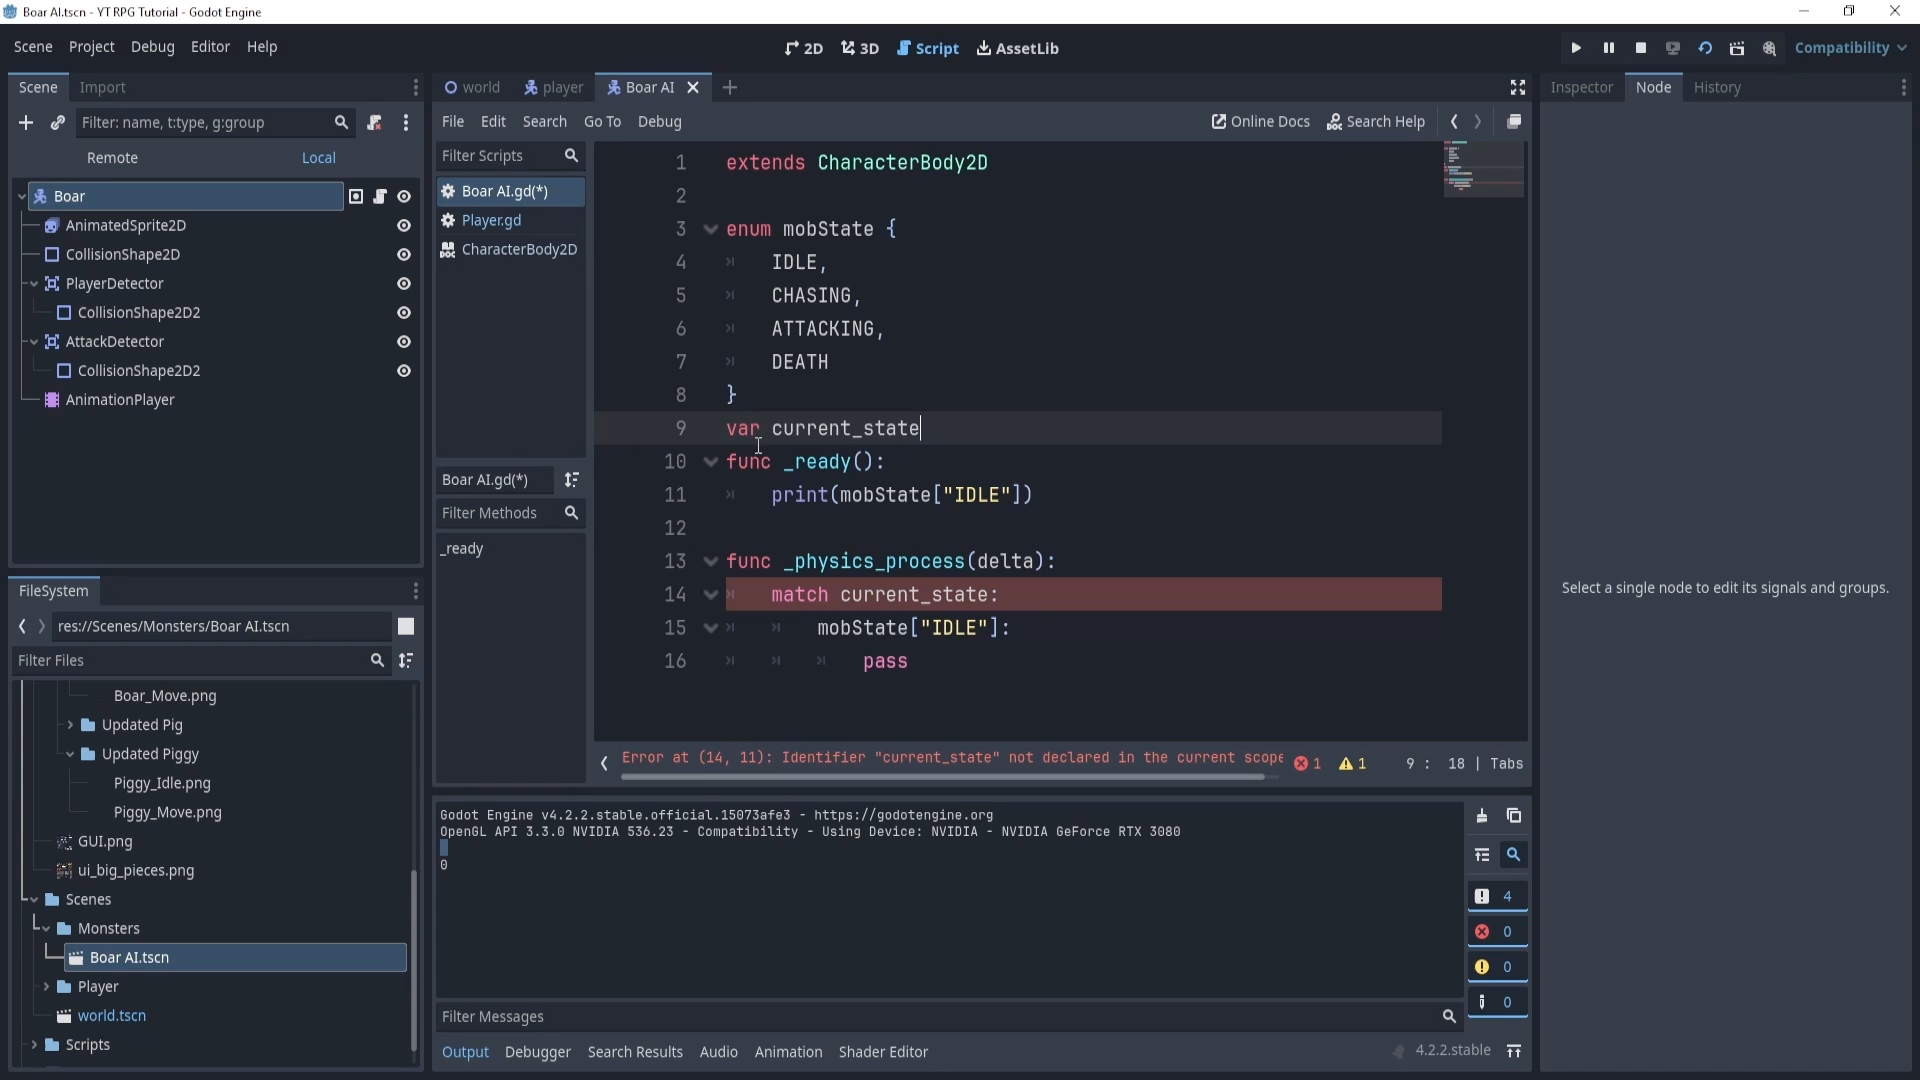 Boar AI.tscn - YT RPG Tutorial - Godot Engine
Scene Project Debug Editor Help
2D 3D Script AssetLib
Compatibility
Scene Import
world player Boar AI
Inspector Node History
Filter: name, t:type, g:group
File Edit Search Go To Debug
Online Docs Search Help
Remote Local
Boar
AnimatedSprite2D
CollisionShape2D
PlayerDetector
CollisionShape2D2
AttackDetector
CollisionShape2D2
AnimationPlayer
Filter Scripts
Boar AI.gd(*)
Player.gd
CharacterBody2D
Boar AI.gd(*)
Filter Methods
_ready
1 extends CharacterBody2D
2
3 enum mobState {
4 IDLE,
5 CHASING,
6 ATTACKING,
7 DEATH
8 }
9 var current_state
10 func _ready():
11 print(mobState["IDLE"])
12
13 func _physics_process(delta):
14 match current_state:
15 mobState["IDLE"]:
16 pass
Error at (14, 11): Identifier "current_state" not declared in the current scope
1 1 9 : 18 | Tabs
Select a single node to edit its signals and groups.
FileSystem
res://Scenes/Monsters/Boar AI.tscn
Filter Files
Boar_Move.png
Updated Pig
Updated Piggy
Piggy_Idle.png
Piggy_Move.png
GUI.png
ui_big_pieces.png
Scenes
Monsters
Boar AI.tscn
Player
world.tscn
Scripts
Godot Engine v4.2.2.stable.official.15073afe3 - https://godotengine.org
OpenGL API 3.3.0 NVIDIA 536.23 - Compatibility - Using Device: NVIDIA - NVIDIA GeForce RTX 3080
0
4
0
0
0
Filter Messages
Output Debugger Search Results Audio Animation Shader Editor
4.2.2.stable